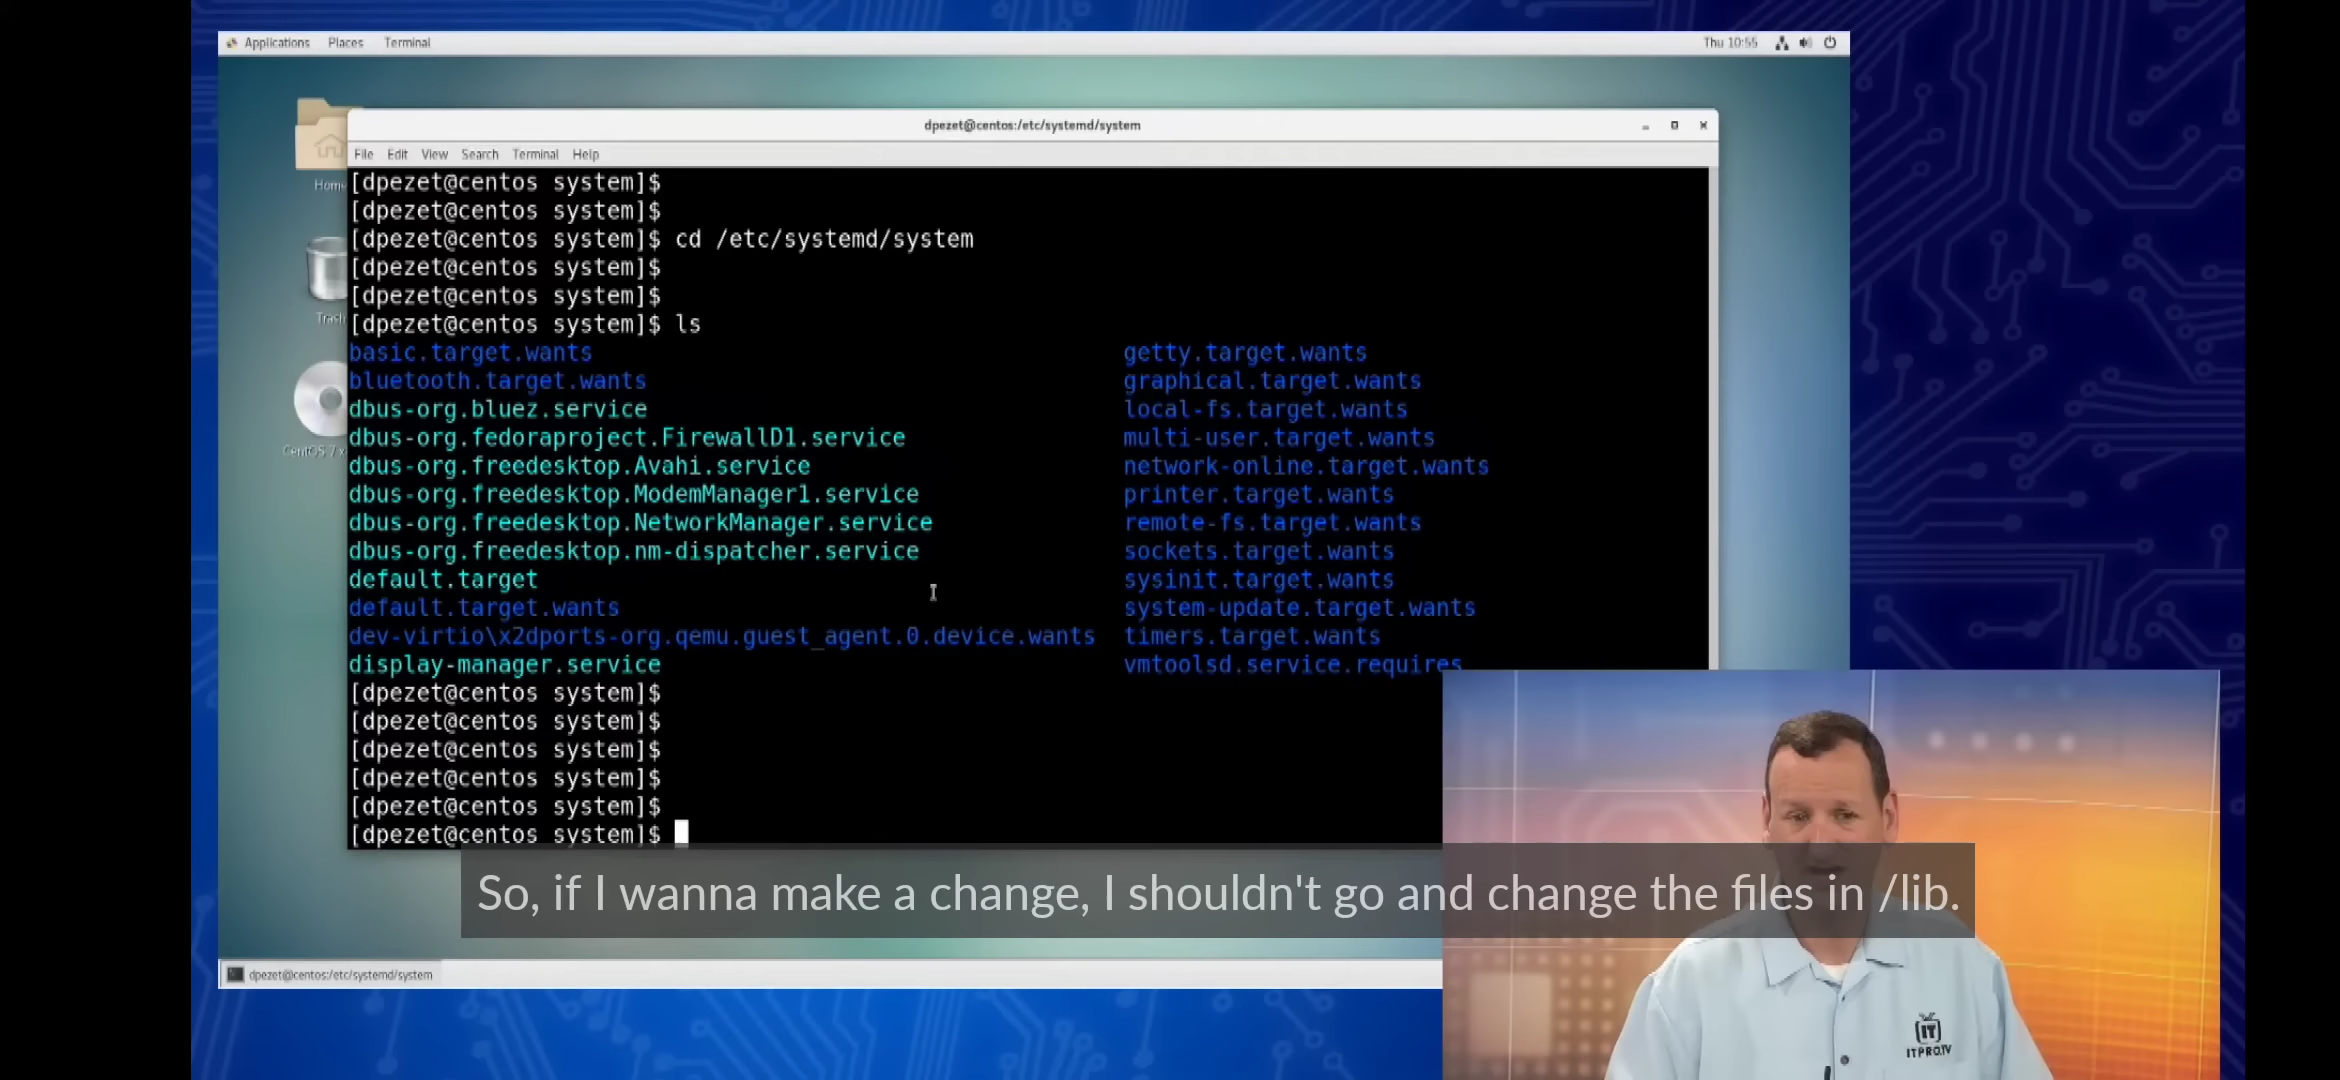 Applications Places Terminal Thu 10:55
dpezet@centos:/etc/systemd/system
File Edit View Search Terminal Help
Home
Trash
CentOS 7 x
[dpezet@centos system]$
[dpezet@centos system]$
[dpezet@centos system]$ cd /etc/systemd/system
[dpezet@centos system]$
[dpezet@centos system]$
[dpezet@centos system]$ ls
basic.target.wants getty.target.wants
bluetooth.target.wants graphical.target.wants
dbus-org.bluez.service local-fs.target.wants
dbus-org.fedoraproject.FirewallD1.service multi-user.target.wants
dbus-org.freedesktop.Avahi.service network-online.target.wants
dbus-org.freedesktop.ModemManager1.service printer.target.wants
dbus-org.freedesktop.NetworkManager.service remote-fs.target.wants
dbus-org.freedesktop.nm-dispatcher.service sockets.target.wants
default.target sysinit.target.wants
default.target.wants system-update.target.wants
dev-virtio\x2dports-org.qemu.guest_agent.0.device.wants timers.target.wants
display-manager.service vmtoolsd.service.requires
[dpezet@centos system]$
[dpezet@centos system]$
[dpezet@centos system]$
[dpezet@centos system]$
[dpezet@centos system]$
[dpezet@centos system]$
So, if I wanna make a change, I shouldn't go and change the files in /lib.
dpezet@centos:/etc/systemd/system
IT
ITPRO.TV